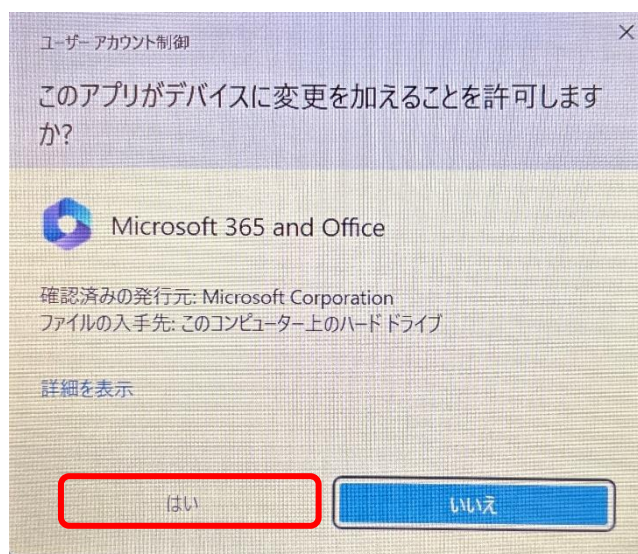 ユーザー アカウント制御
このアプリがデバイスに変更を加えることを許可します
か?
Microsoft 365 and Office
確認済みの発行元: Microsoft Corporation
ファイルの入手先: このコンピューター上のハード ドライブ
詳細を表示
はい
いいえ